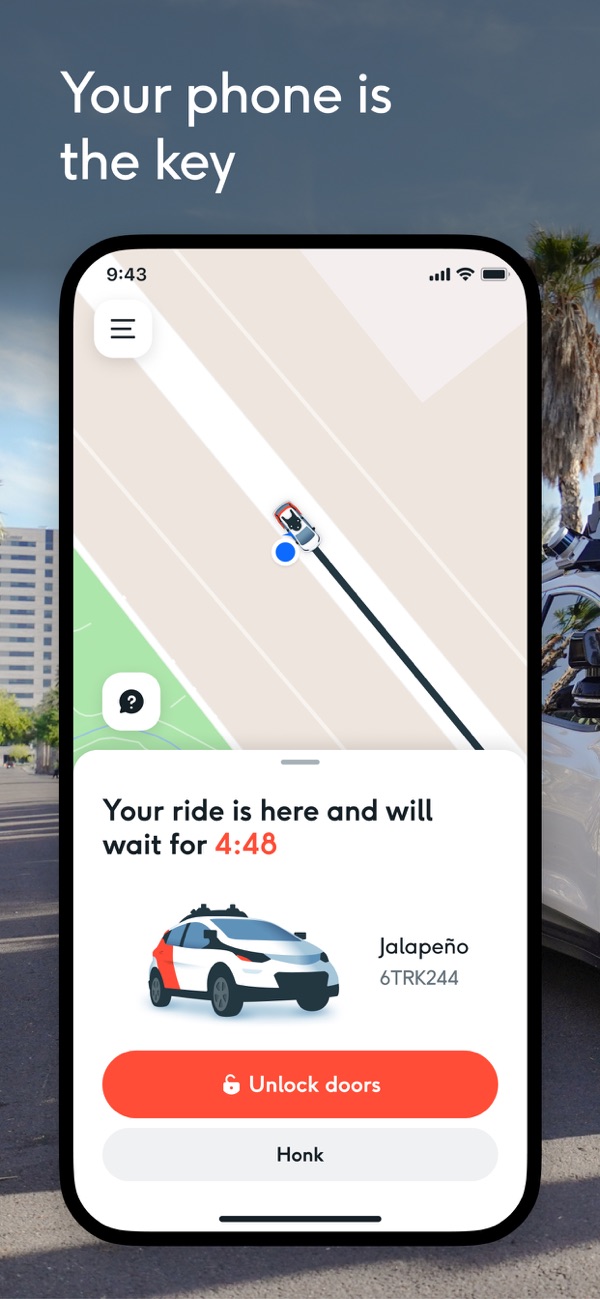 Your phone is
the key
9:43
Your ride is here and will
wait for 4:48
Jalapeño
6TRK244
Unlock doors
Honk